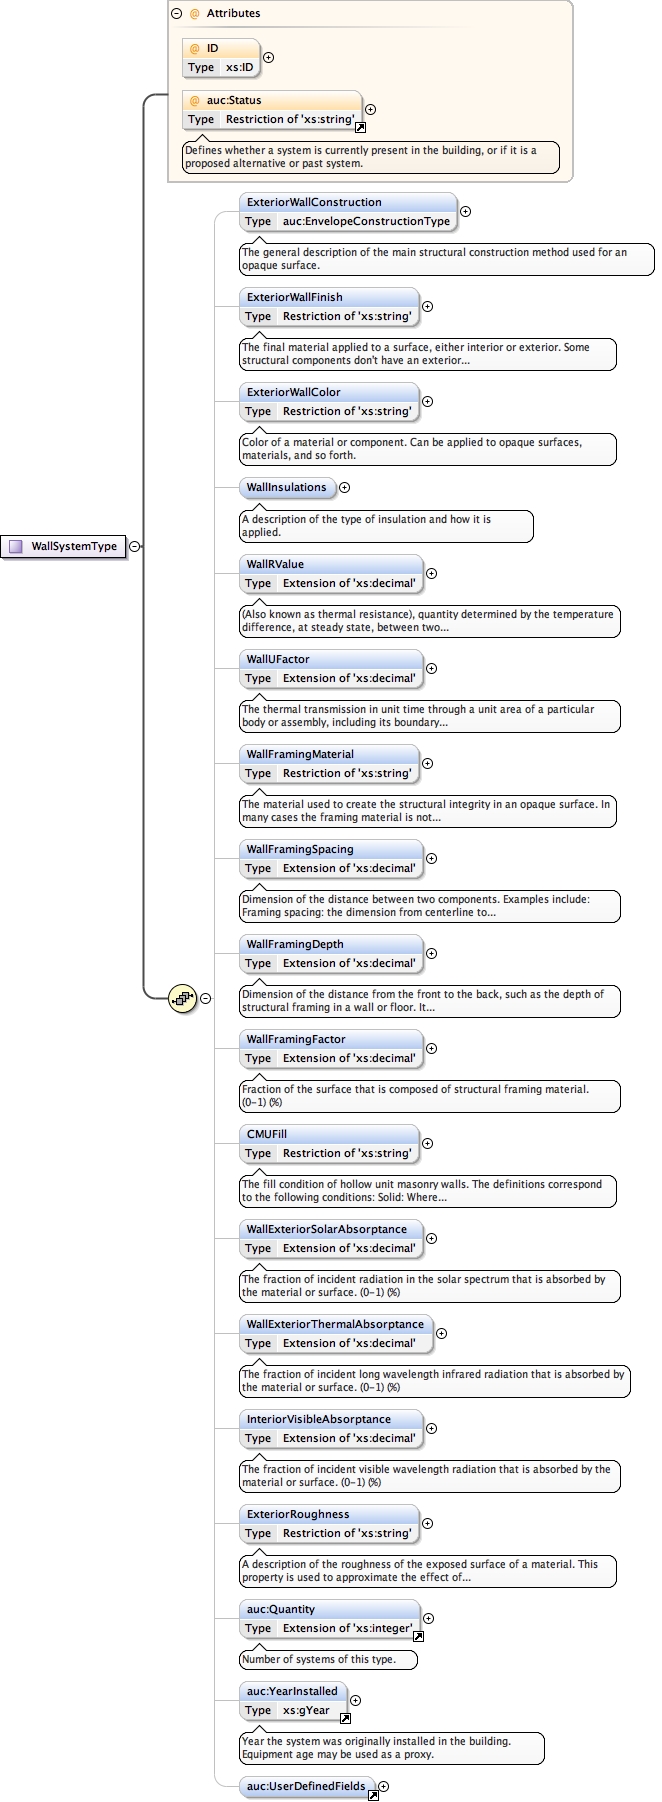 Attributes
@ ID
Type xs:ID
@ auc:Status
Type Restriction of 'xs:string'
Defines whether a system is currently present in the building, or if it is a
proposed alternative or past system.
ExteriorWallConstruction
Type auc:EnvelopeConstructionType
The general description of the main structural construction method used for an
opaque surface.
ExteriorWallFinish
Type Restriction of 'xs:string'
The final material applied to a surface, either interior or exterior. Some
structural components don't have an exterior...
ExteriorWallColor
Type Restriction of 'xs:string'
Color of a material or component. Can be applied to opaque surfaces,
materials, and so forth.
WallInsulations
A description of the type of insulation and how it is
applied.
WallSystemType
WallRValue
Type Extension of 'xs:decimal'
(Also known as thermal resistance), quantity determined by the temperature
difference, at steady state, between two...
WallUFactor
Type Extension of 'xs:decimal'
The thermal transmission in unit time through a unit area of a particular
body or assembly, including its boundary...
WallFramingMaterial
Type Restriction of 'xs:string'
The material used to create the structural integrity in an opaque surface. In
many cases the framing material is not...
WallFramingSpacing
Type Extension of 'xs:decimal'
Dimension of the distance between two components. Examples include:
Framing spacing: the dimension from centerline to...
WallFramingDepth
Type Extension of 'xs:decimal'
Dimension of the distance from the front to the back, such as the depth of
structural framing in a wall or floor. It...
WallFramingFactor
Type Extension of 'xs:decimal'
Fraction of the surface that is composed of structural framing material.
(0-1) (%)
CMUFill
Type Restriction of 'xs:string'
The fill condition of hollow unit masonry walls. The definitions correspond
to the following conditions: Solid: Where...
WallExteriorSolarAbsorptance
Type Extension of 'xs:decimal'
The fraction of incident radiation in the solar spectrum that is absorbed by
the material or surface. (0-1) (%)
WallExteriorThermalAbsorptance
Type Extension of 'xs:decimal'
The fraction of incident long wavelength infrared radiation that is absorbed by
the material or surface. (0-1) (%)
InteriorVisibleAbsorptance
Type Extension of 'xs:decimal'
The fraction of incident visible wavelength radiation that is absorbed by the
material or surface. (0-1) (%)
ExteriorRoughness
Type Restriction of 'xs:string'
A description of the roughness of the exposed surface of a material. This
property is used to approximate the effect of...
auc:Quantity
Type Extension of 'xs:integer'
Number of systems of this type.
auc:YearInstalled
Type xs:gYear
Year the system was originally installed in the building.
Equipment age may be used as a proxy.
auc:UserDefinedFields